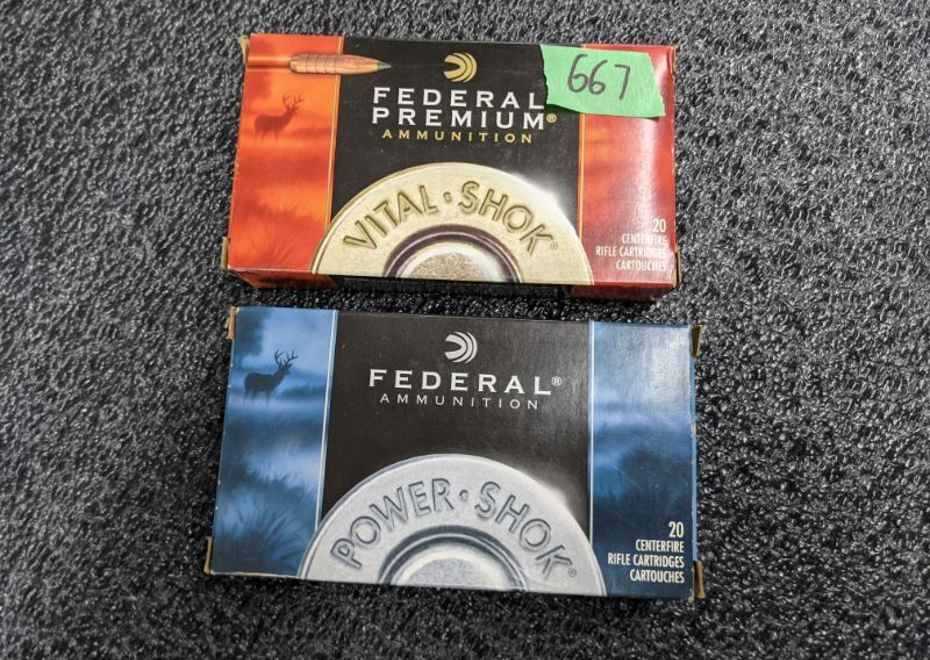 667
FEDERAL
PREMIUM®
AMMUNITION
VITAL·SHOK®
20
CENTERFIRE
RIFLE CARTRIDGES
CARTOUCHES
FEDERAL®
AMMUNITION
POWER·SHOK®
20
CENTERFIRE
RIFLE CARTRIDGES
CARTOUCHES